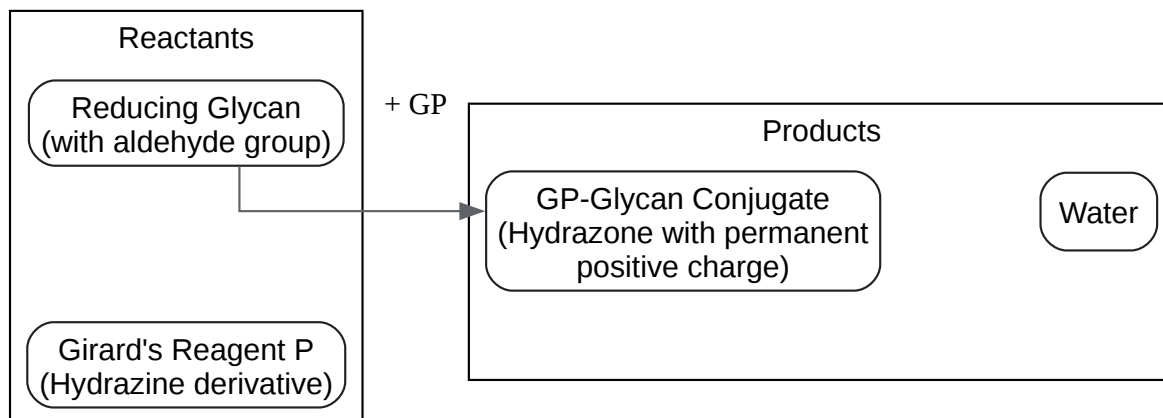 Reactants
Reducing Glycan
(with aldehyde group)
+ GP
Products
GP-Glycan Conjugate
(Hydrazone with permanent
positive charge)
Water
Girard's Reagent P
(Hydrazine derivative)